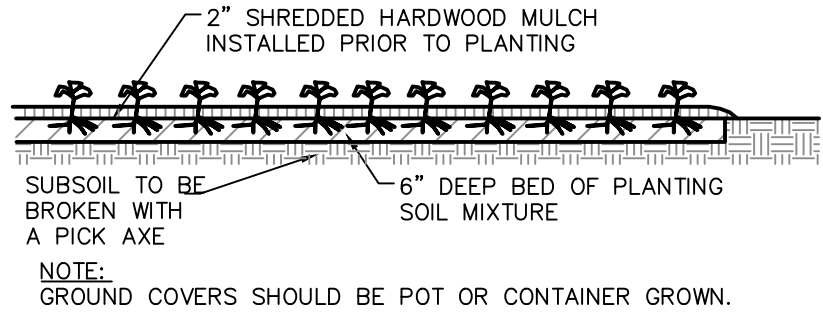 2" SHREDDED HARDWOOD MULCH
INSTALLED PRIOR TO PLANTING
SUBSOIL TO BE
BROKEN WITH
A PICK AXE
6" DEEP BED OF PLANTING
SOIL MIXTURE
NOTE:
GROUND COVERS SHOULD BE POT OR CONTAINER GROWN.